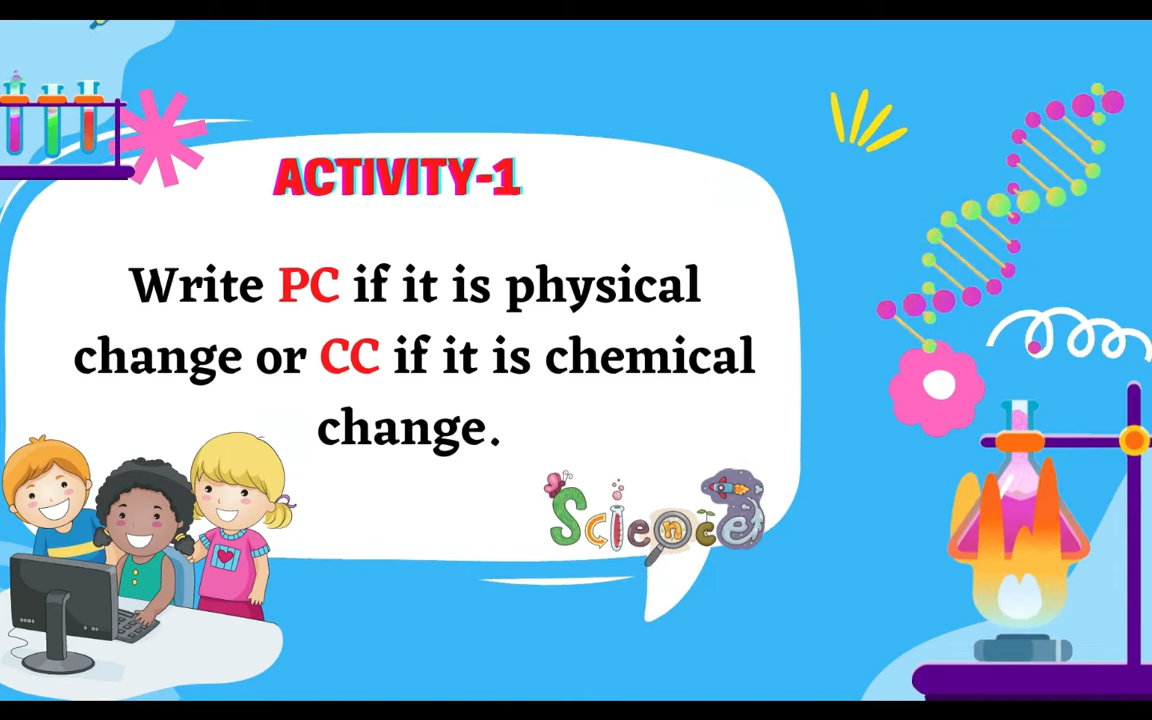 ACTIVITY-1
Write PC if it is physical
change or CC if it is chemical
change.
Science